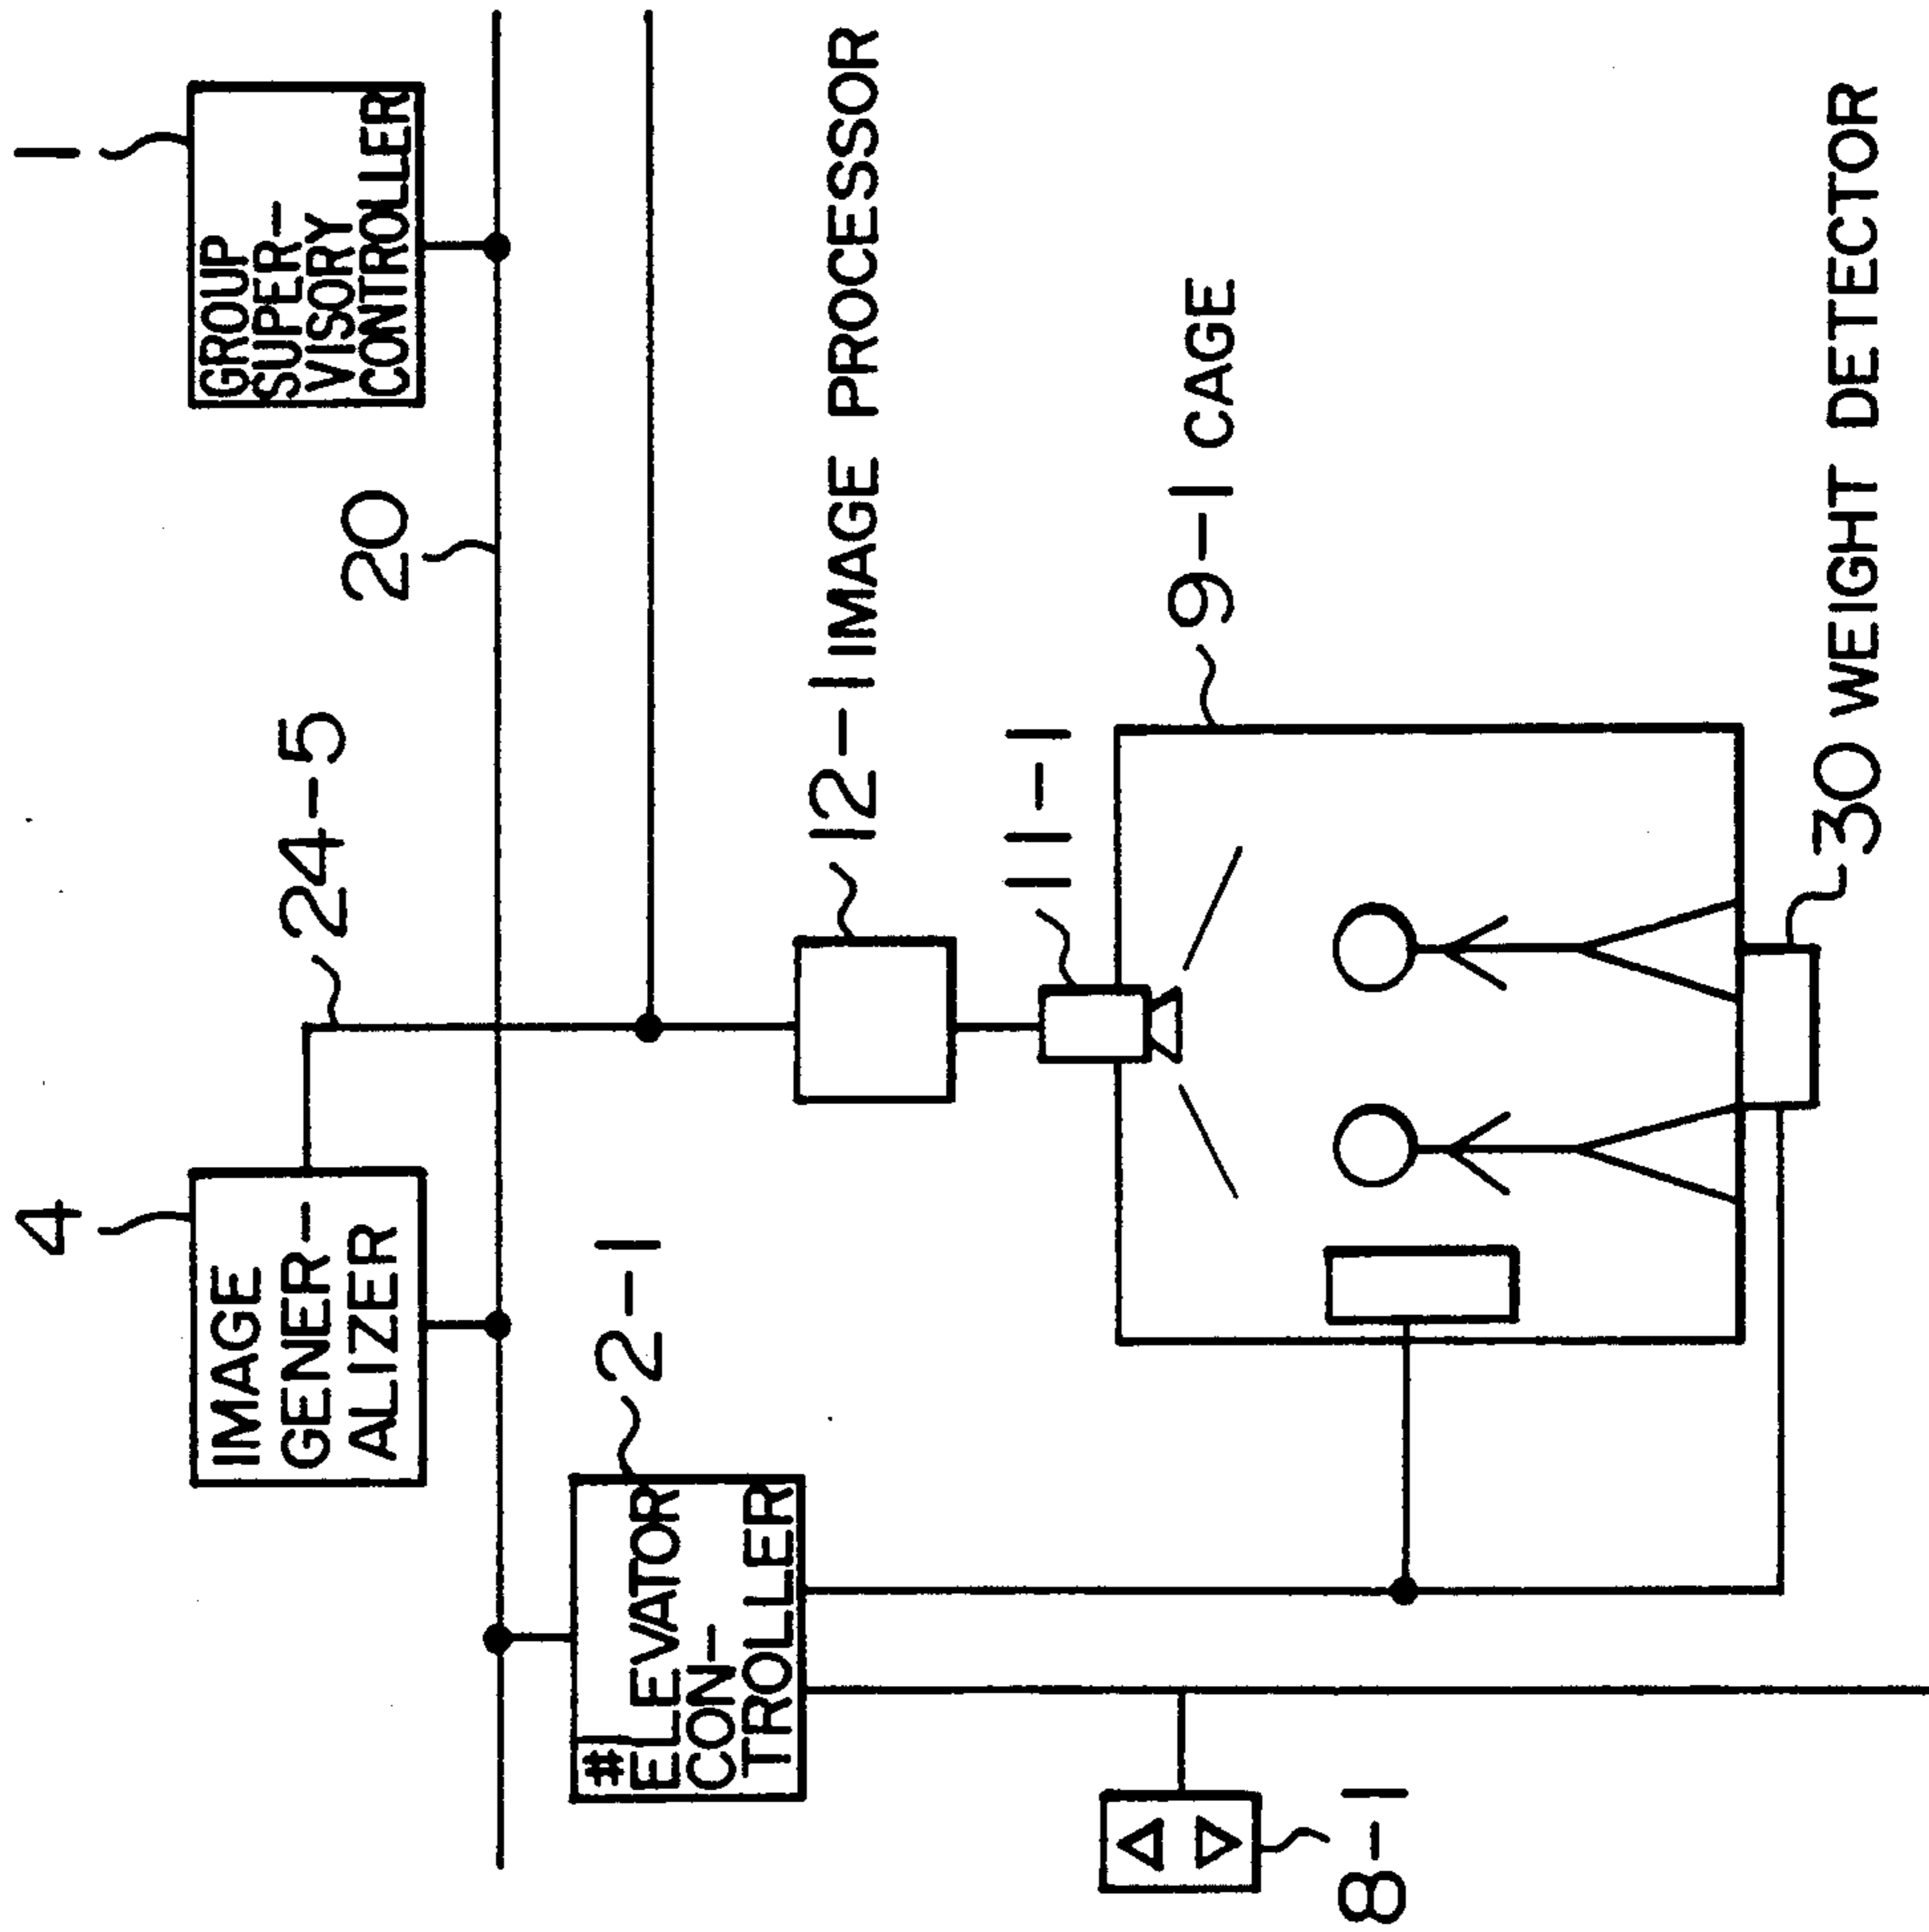 1
GROUP
SUPER-
VISORY
CONTROLLER
20
4
IMAGE
GENER-
ALIZER
24-5
2-1
#1
ELEVATOR
CON-
TROLLER
12-1 IMAGE PROCESSOR
11-1
9-1 CAGE
8-1
30 WEIGHT DETECTOR